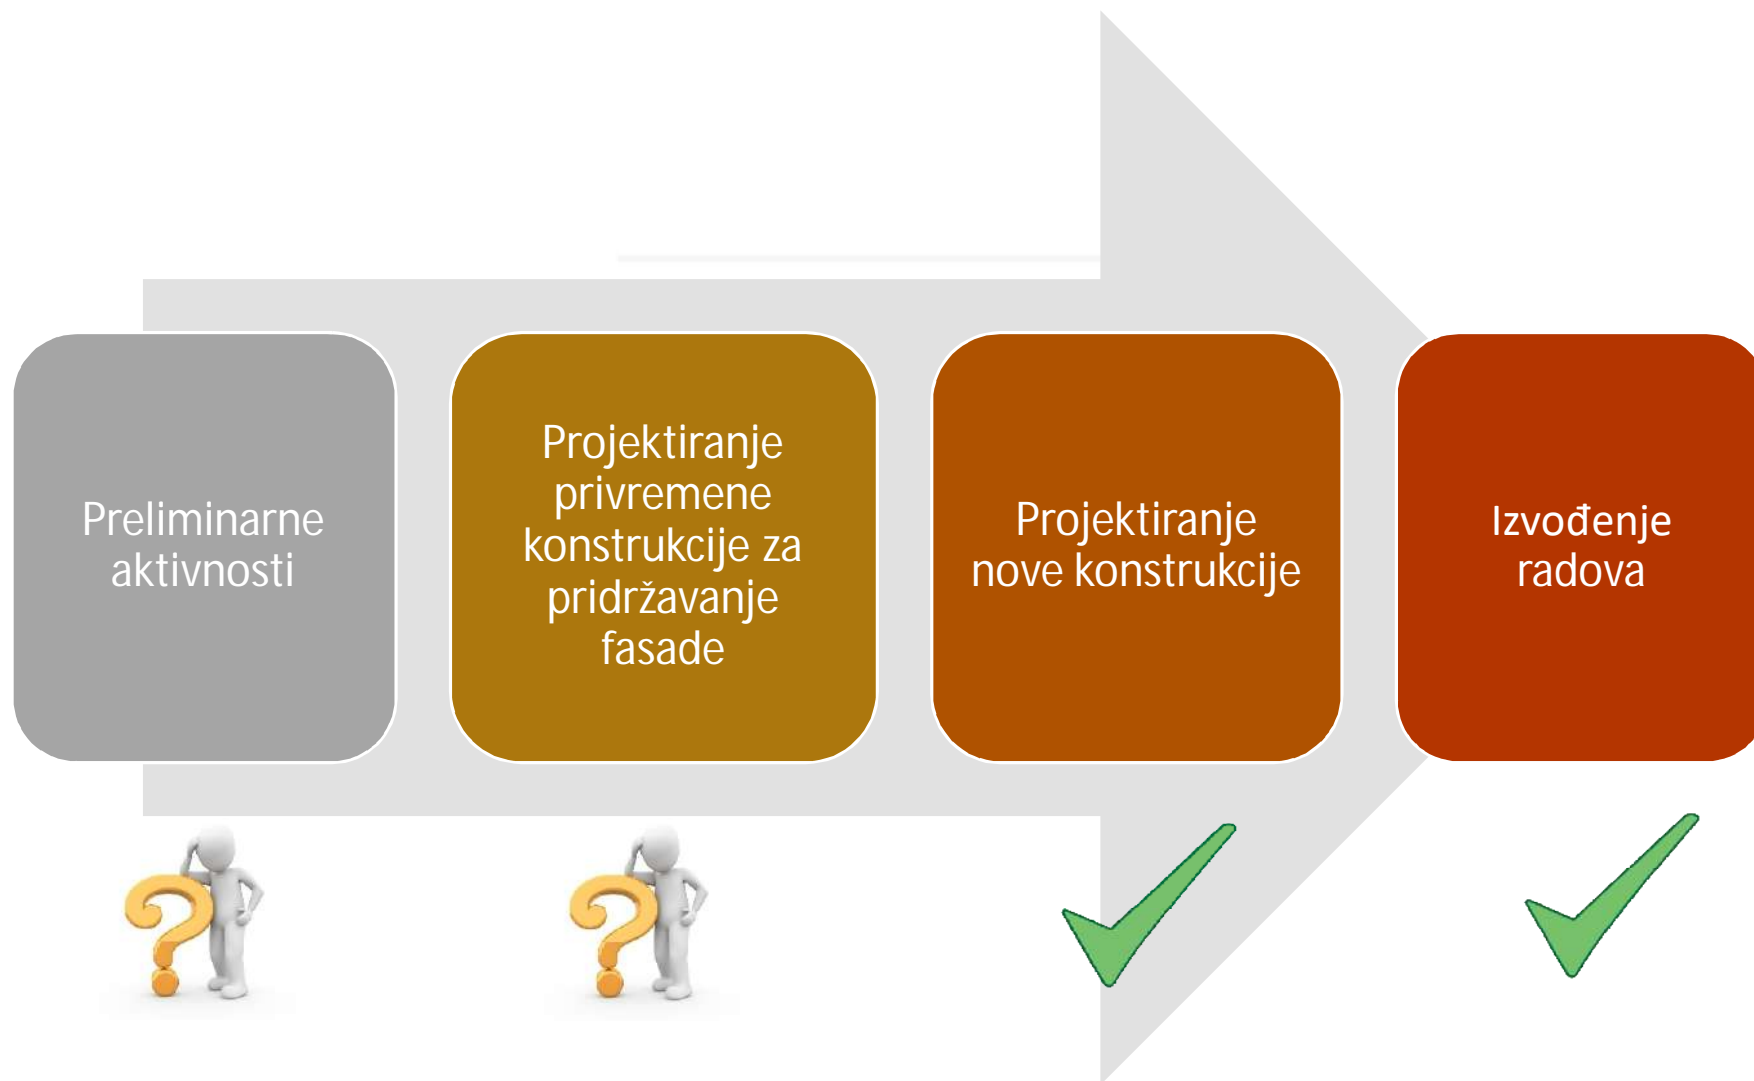 Preliminarne
aktivnosti
Projektiranje
privremene
konstrukcije za
pridržavanje
fasade
Projektiranje
nove konstrukcije
Izvođenje
radova